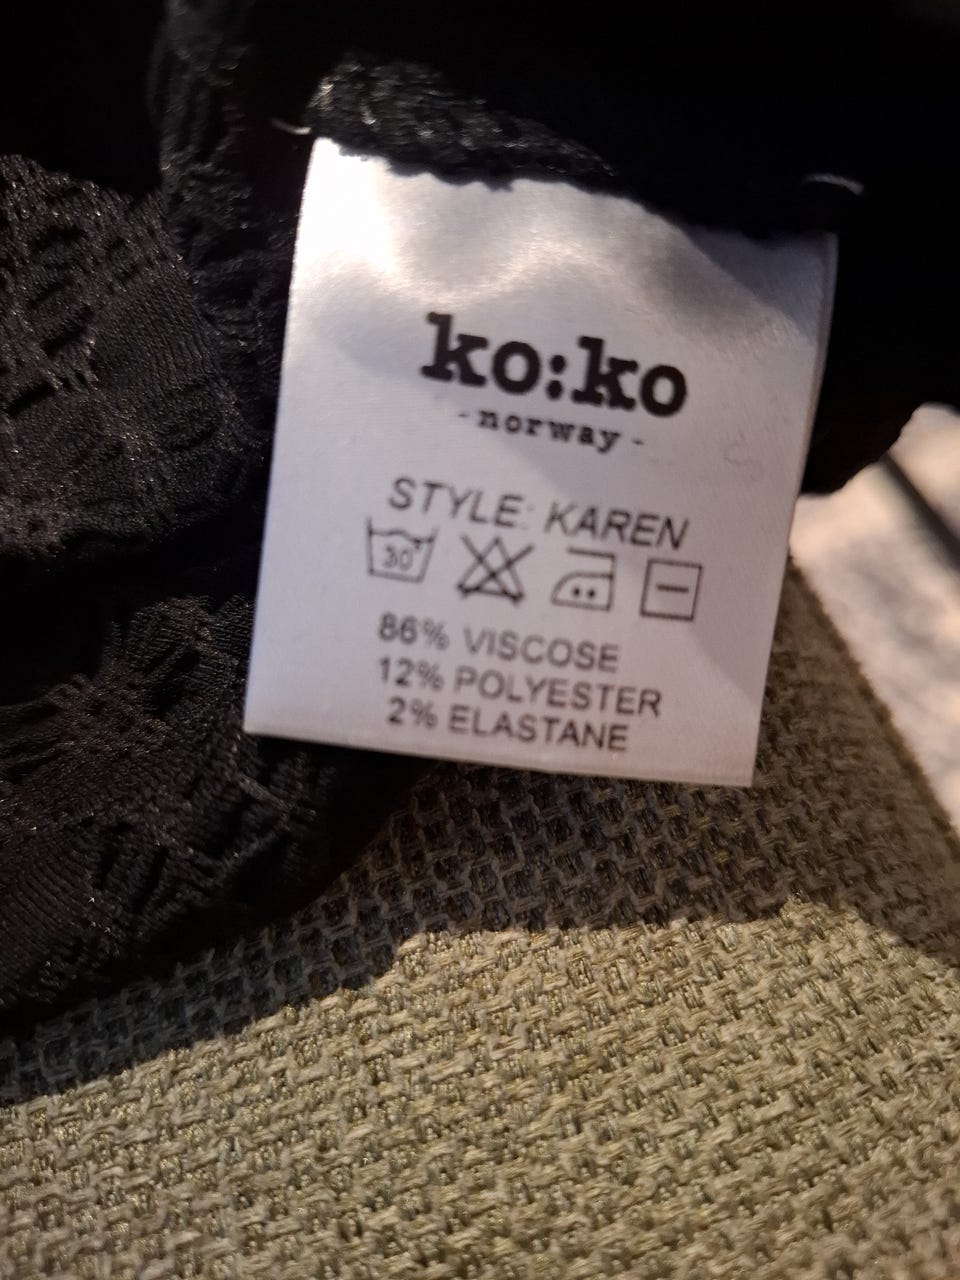 ko:ko
- norway -
STYLE: KAREN
30°
86% VISCOSE
12% POLYESTER
2% ELASTANE